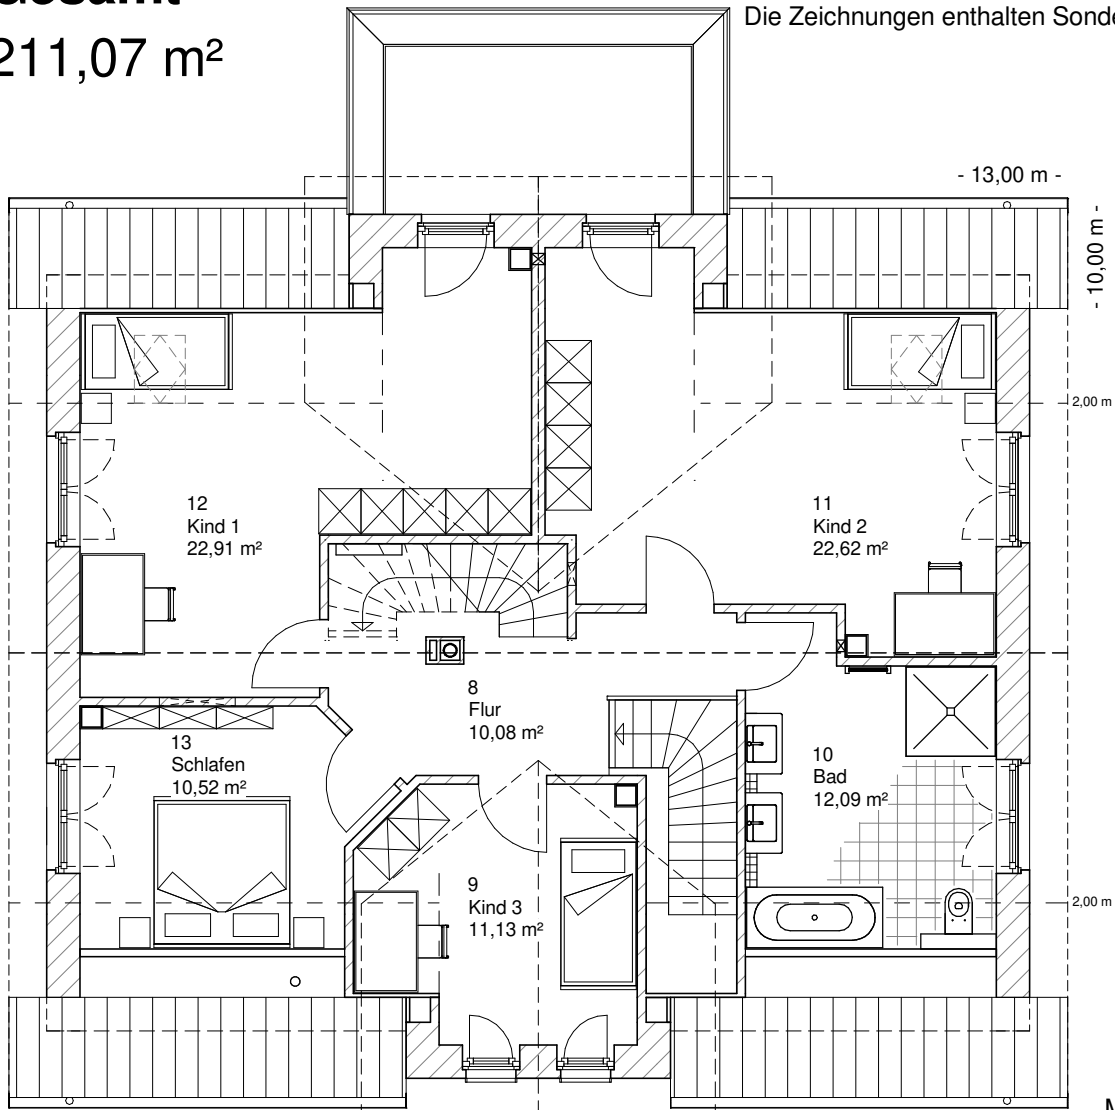 211,07 m²
Die Zeichnungen enthalten
- 13,00 m -
- 10,00 m -
2,00 m
12
Kind 1
22,91 m²
11
Kind 2
22,62 m²
8
Flur
10,08 m²
13
Schlafen
10,52 m²
10
Bad
12,09 m²
9
Kind 3
11,13 m²
2,00 m